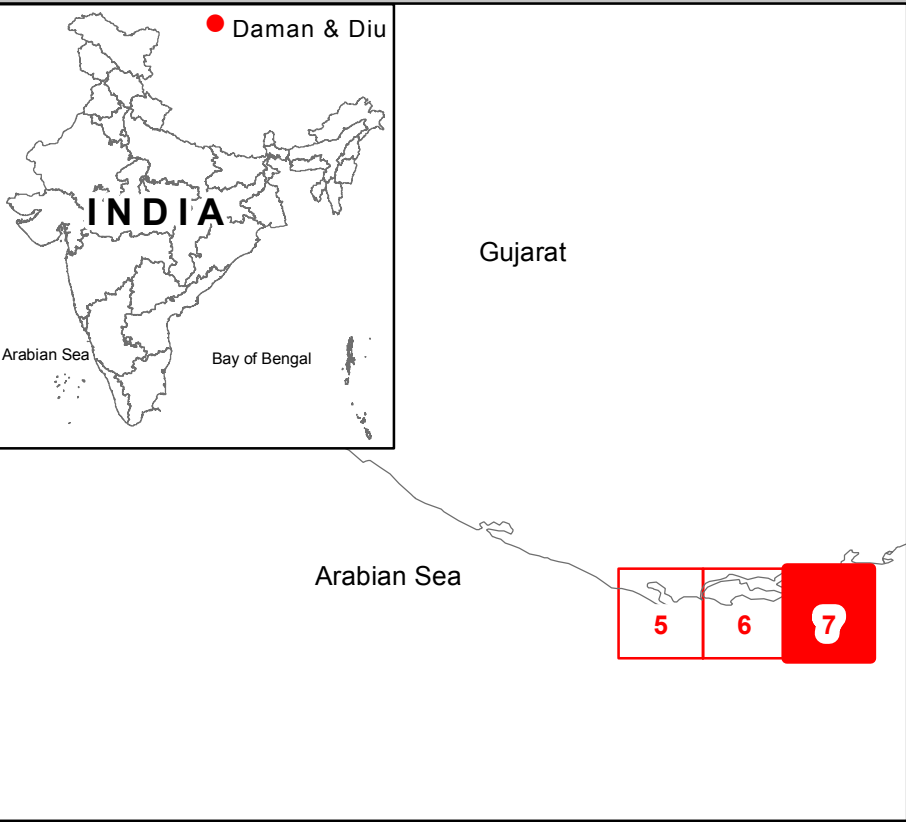 Daman & Diu
INDIA
Arabian Sea
Bay of Bengal
Gujarat
Arabian Sea
5
6
7